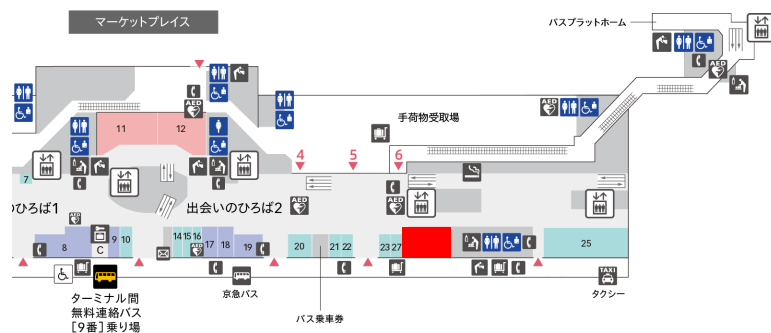 マーケットプレイス
バスプラットホーム
手荷物受取場
AED
AED
AED
AED
11
12
4
5
6
7
のひろば1
出会いのひろば2
AED
AED
AED
AED
8
C
9
10
14
15
16
17
18
19
20
21
22
23
27
25
ターミナル間
無料連絡バス
[9番]乗り場
京急バス
バス乗車券
TAXI
タクシー